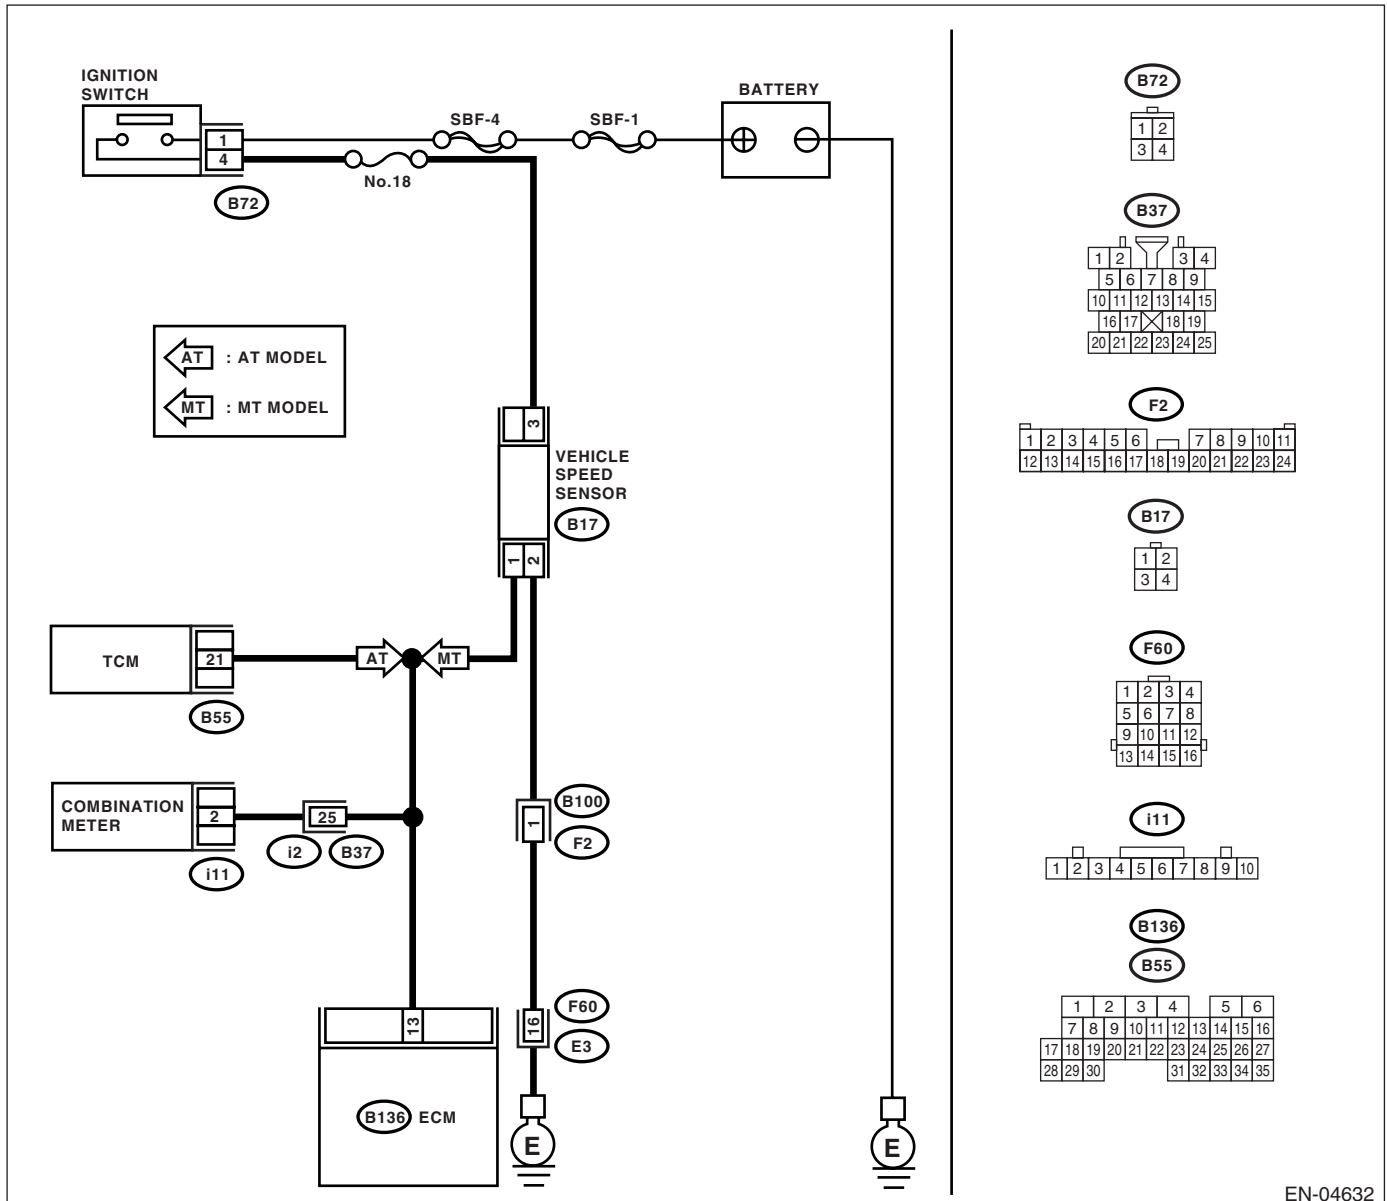 IGNITION
SWITCH
BATTERY
SBF-4
SBF-1
1
4
No.18
B72
AT : AT MODEL
MT : MT MODEL
3
VEHICLE
SPEED
SENSOR
B17
1 2
TCM
21
AT
MT
B55
COMBINATION
METER
2
25
i2
B37
i11
B100
1
F2
13
F60
16
E3
B136 ECM
E
E
B72
1 2
3 4
B37
1 2 3 4
5 6 7 8 9
10 11 12 13 14 15
16 17 18 19
20 21 22 23 24 25
F2
1 2 3 4 5 6 7 8 9 10 11
12 13 14 15 16 17 18 19 20 21 22 23 24
B17
1 2
3 4
F60
1 2 3 4
5 6 7 8
9 10 11 12
13 14 15 16
i11
1 2 3 4 5 6 7 8 9 10
B136
B55
1 2 3 4 5 6
7 8 9 10 11 12 13 14 15 16
17 18 19 20 21 22 23 24 25 26 27
28 29 30 31 32 33 34 35
EN-04632